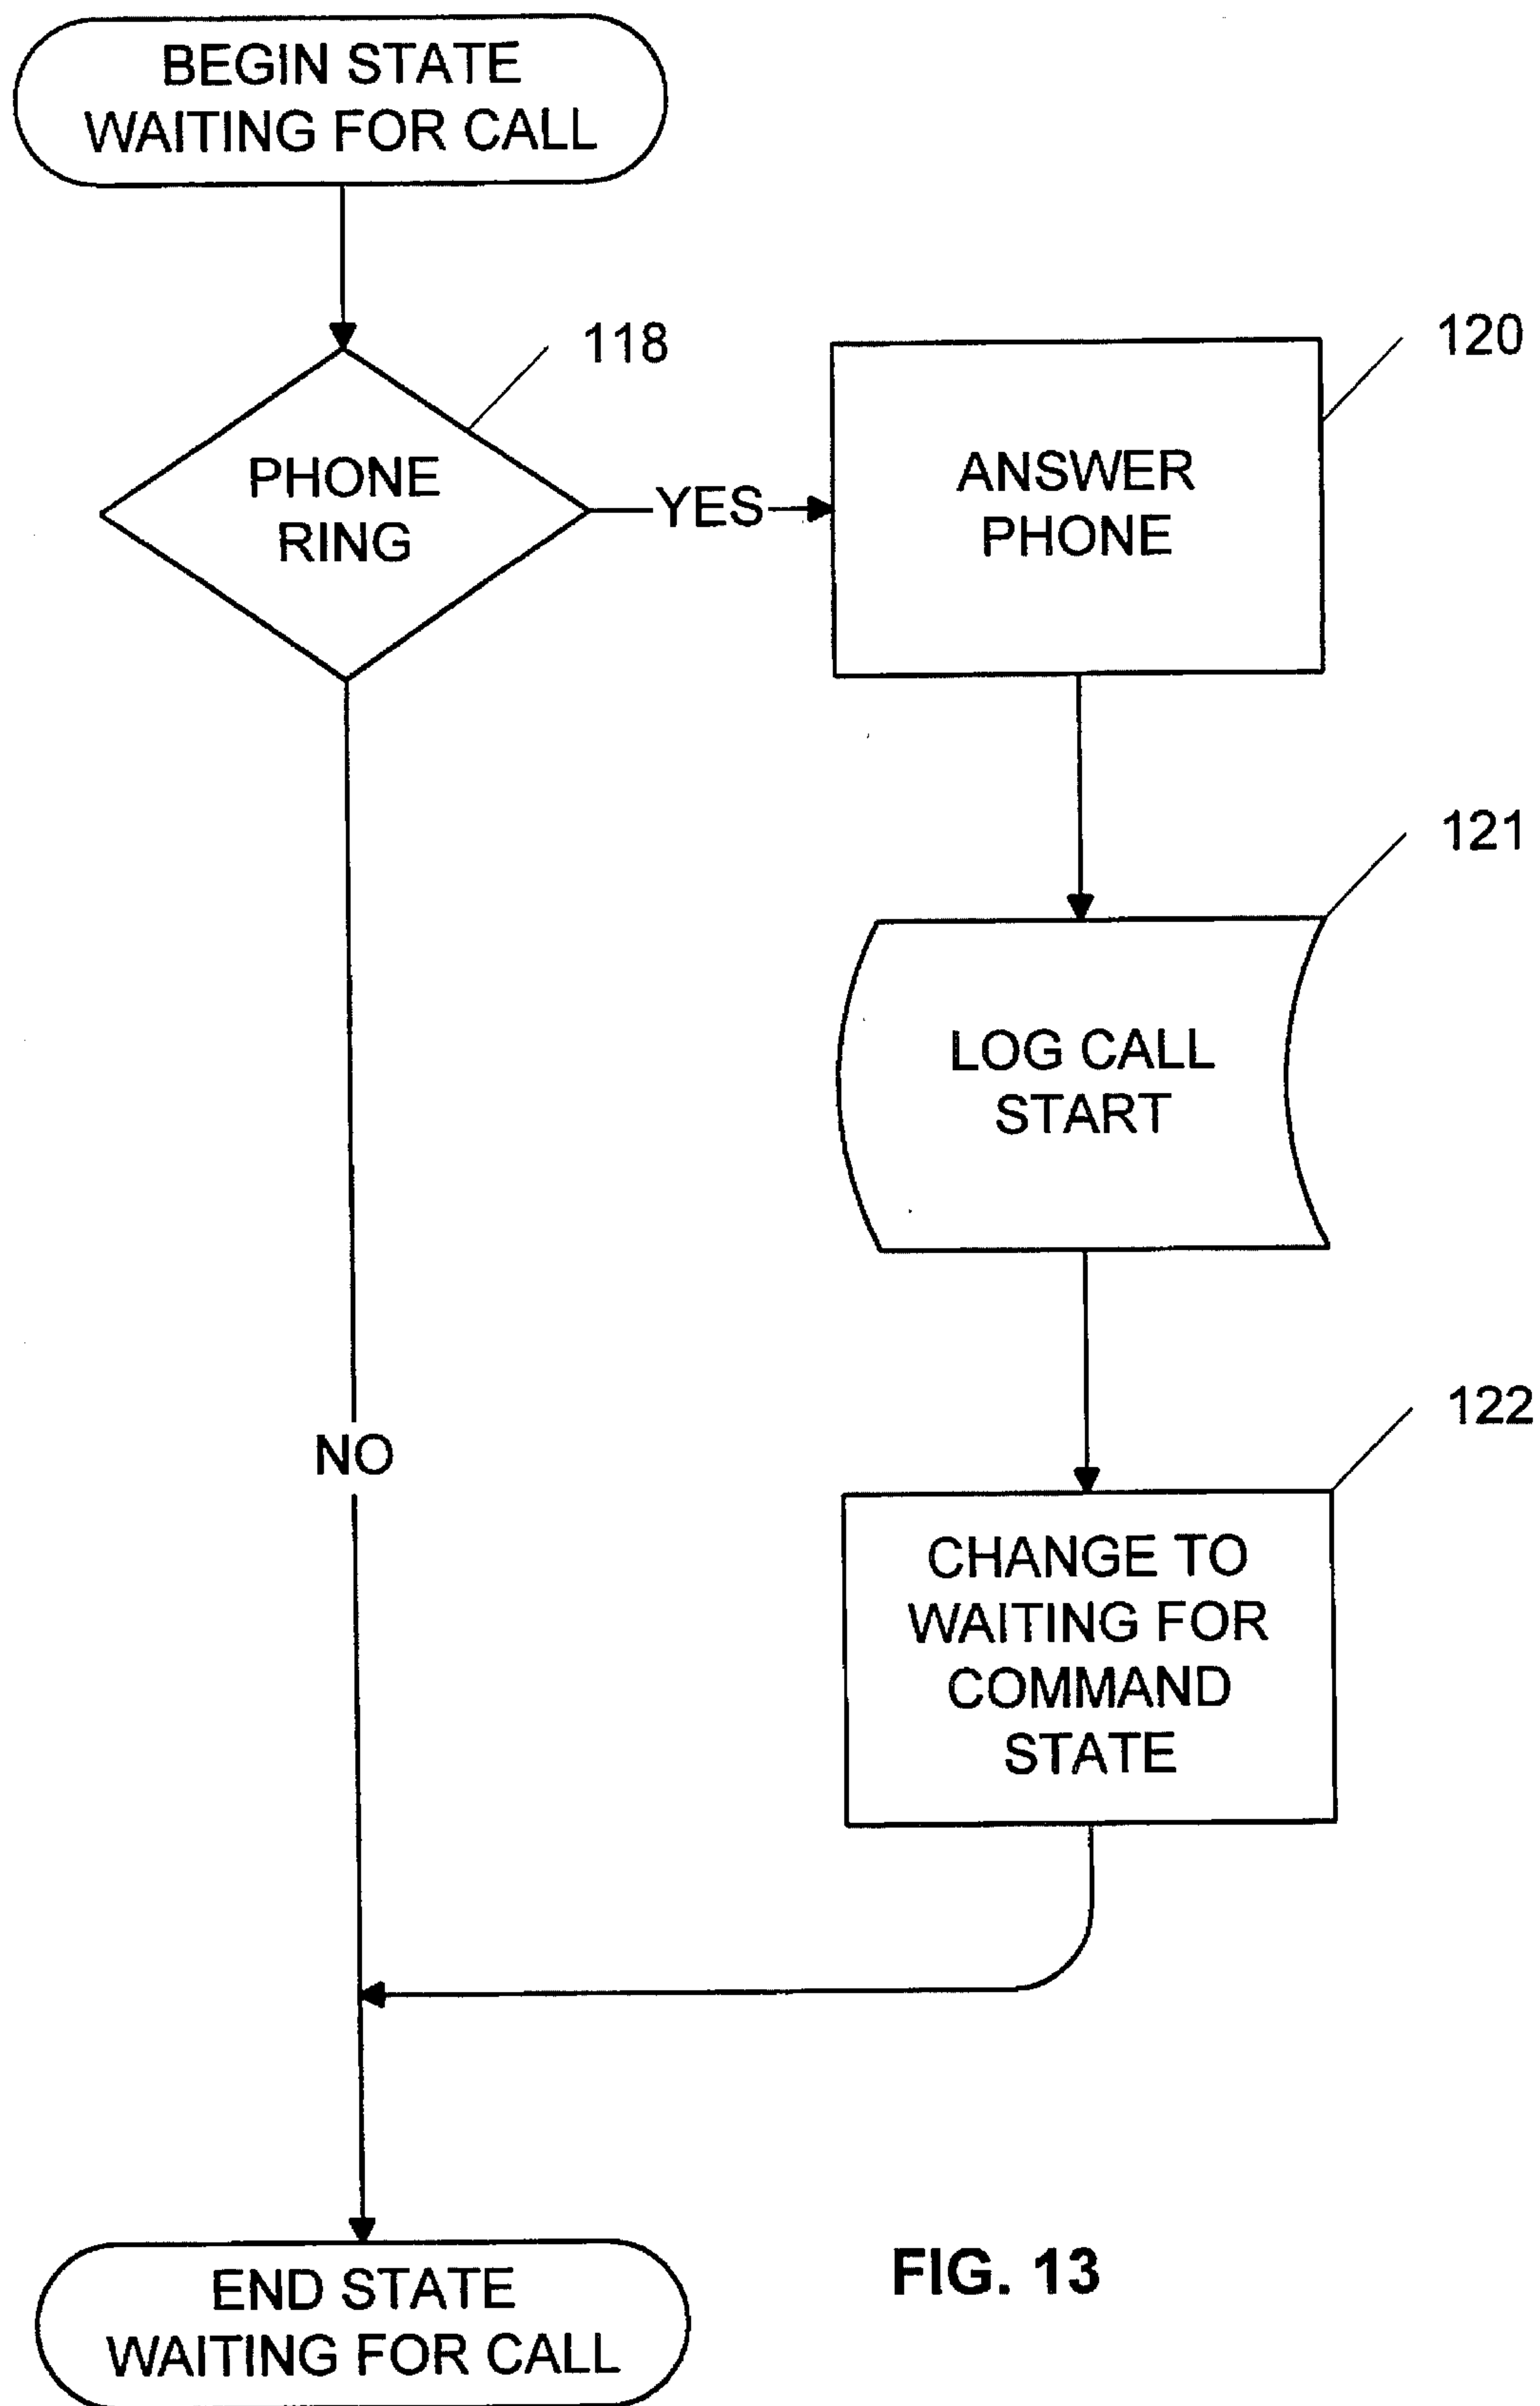 BEGIN STATE
WAITING FOR CALL
118
PHONE
RING
YES
120
ANSWER
PHONE
121
LOG CALL
START
NO
122
CHANGE TO
WAITING FOR
COMMAND
STATE
END STATE
WAITING FOR CALL
FIG. 13